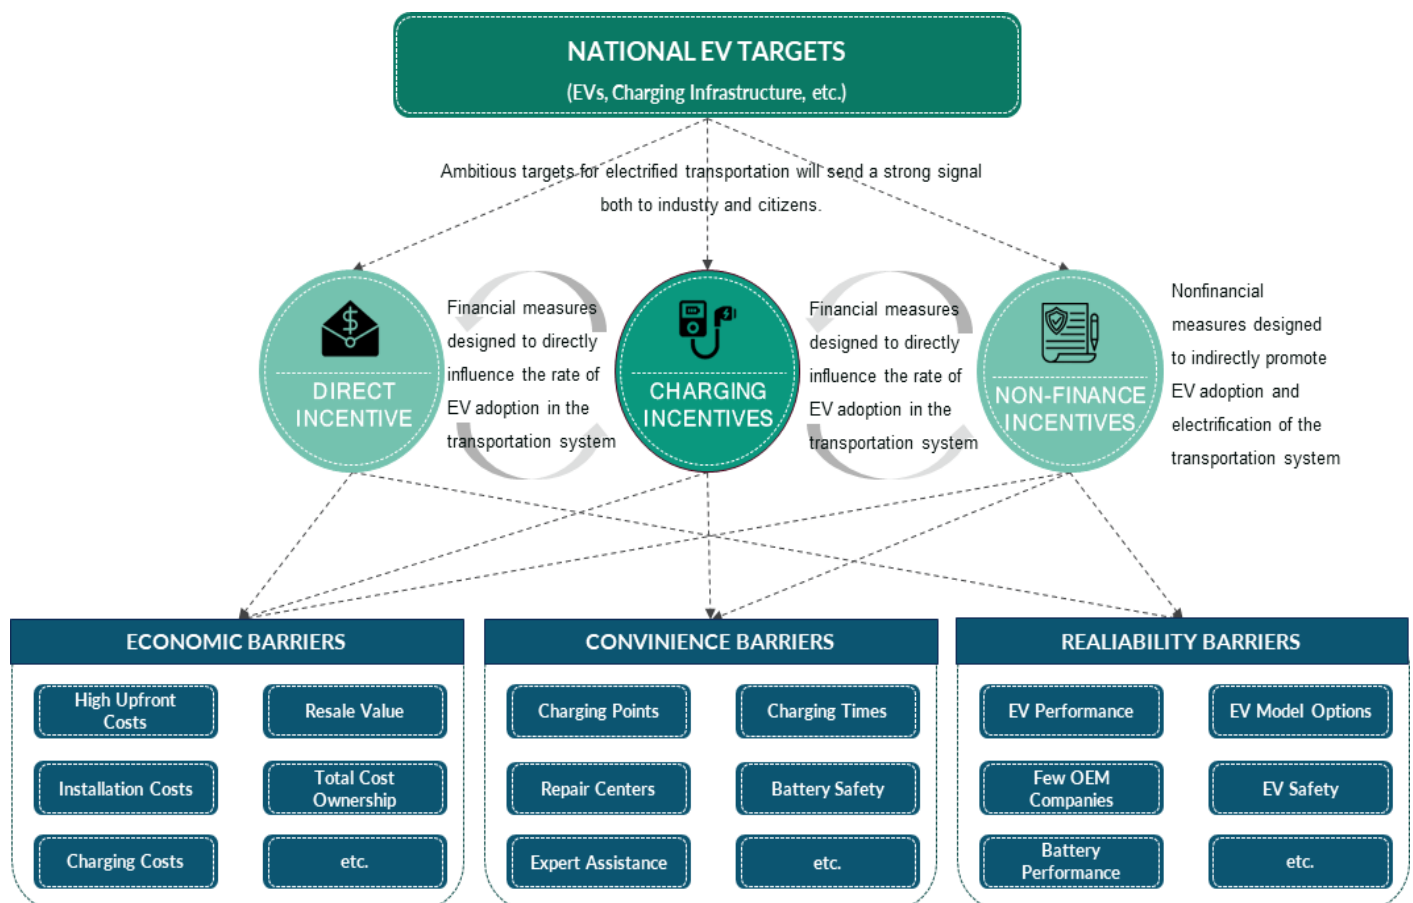 NATIONAL EV TARGETS
(EVs, Charging Infrastructure, etc.)
Ambitious targets for electrified transportation will send a strong signal
both to industry and citizens.
DIRECT
INCENTIVE
Financial measures
designed to directly
influence the rate of
EV adoption in the
transportation system
CHARGING
INCENTIVES
Financial measures
designed to directly
influence the rate of
EV adoption in the
transportation system
NON-FINANCE
INCENTIVES
Nonfinancial
measures designed
to indirectly promote
EV adoption and
electrification of the
transportation system
ECONOMIC BARRIERS
High Upfront
Costs
Resale Value
Installation Costs
Total Cost
Ownership
Charging Costs
etc.
CONVINIENCE BARRIERS
Charging Points
Charging Times
Repair Centers
Battery Safety
Expert Assistance
etc.
REALIABILITY BARRIERS
EV Performance
EV Model Options
Few OEM
Companies
EV Safety
Battery
Performance
etc.